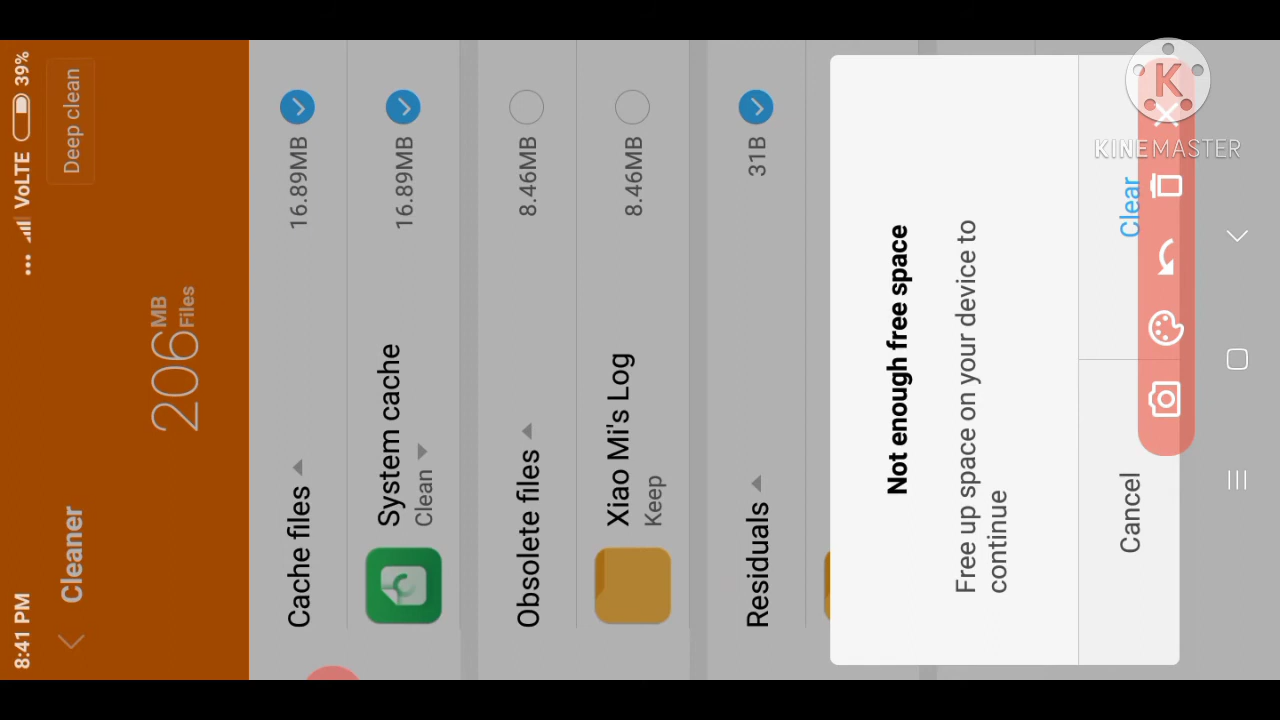 8:41 PM
... VoLTE 39%
Cleaner
Deep clean
206 MB
Files
Cache files
16.89MB
System cache
16.89MB
Clean
Obsolete files
8.46MB
Xiao Mi's Log
8.46MB
Keep
Residuals
31B
Not enough free space
Free up space on your device to
continue
Cancel
Clear
K
KINEMASTER